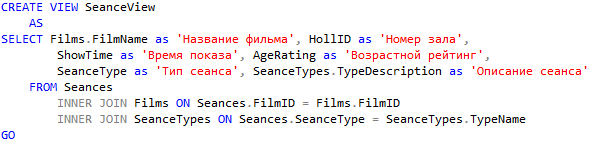 CREATE VIEW SeanceView
AS
SELECT Films.FilmName as 'Название фильма', HollID as 'Номер зала',
ShowTime as 'Время показа', AgeRating as 'Возрастной рейтинг',
SeanceType as 'Тип сеанса', SeanceTypes.TypeDescription as 'Описание сеанса'
FROM Seances
INNER JOIN Films ON Seances.FilmID = Films.FilmID
INNER JOIN SeanceTypes ON Seances.SeanceType = SeanceTypes.TypeName
GO